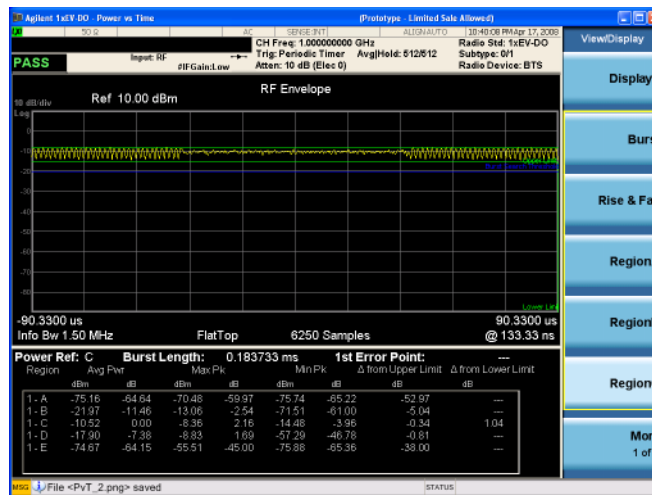 Agilent 1xEV-DO - Power vs Time (Prototype - Limited Sale Allowed)
50 Ω AC SENSE:INT ALIGNAUTO 10:40:08 PM Apr 17, 2008
CH Freq: 1.000000000 GHz Radio Std: 1xEV-DO
Trig: Periodic Timer Avg|Hold: 512/512 Subtype: 0/1
PASS Input: RF #IFGain:Low Atten: 10 dB (Elec 0) Radio Device: BTS
RF Envelope
10 dB/div Ref 10.00 dBm
Log
0
-10
-20
-30
-40
-50
-60
-70
-80
Upper Limit
Lower Limit
-90.3300 us 90.3300 us
Info Bw 1.50 MHz FlatTop 6250 Samples @ 133.33 ns
Power Ref: C Burst Length: 0.183733 ms 1st Error Point: ---
Region Avg Pwr Max Pk Min Pk Δ from Upper Limit Δ from Lower Limit
dBm dB dBm dB dBm dB dB dB
1 - A -75.16 -64.64 -70.48 -59.97 -75.74 -65.22 -52.97 ---
1 - B -21.97 -11.46 -13.06 -2.54 -71.51 -61.00 -5.04 ---
1 - C -10.52 0.00 -8.36 2.16 -14.48 -3.96 -0.34 1.04
1 - D -17.90 -7.38 -8.83 1.69 -57.29 -46.78 -0.81 ---
1 - E -74.67 -64.15 -55.51 -45.00 -75.88 -65.36 -38.00 ---
MSG File <PvT_2.png> saved STATUS
View/Display
Display
Burs
Rise & Fa
Region
Region
Region
Mor
1 of